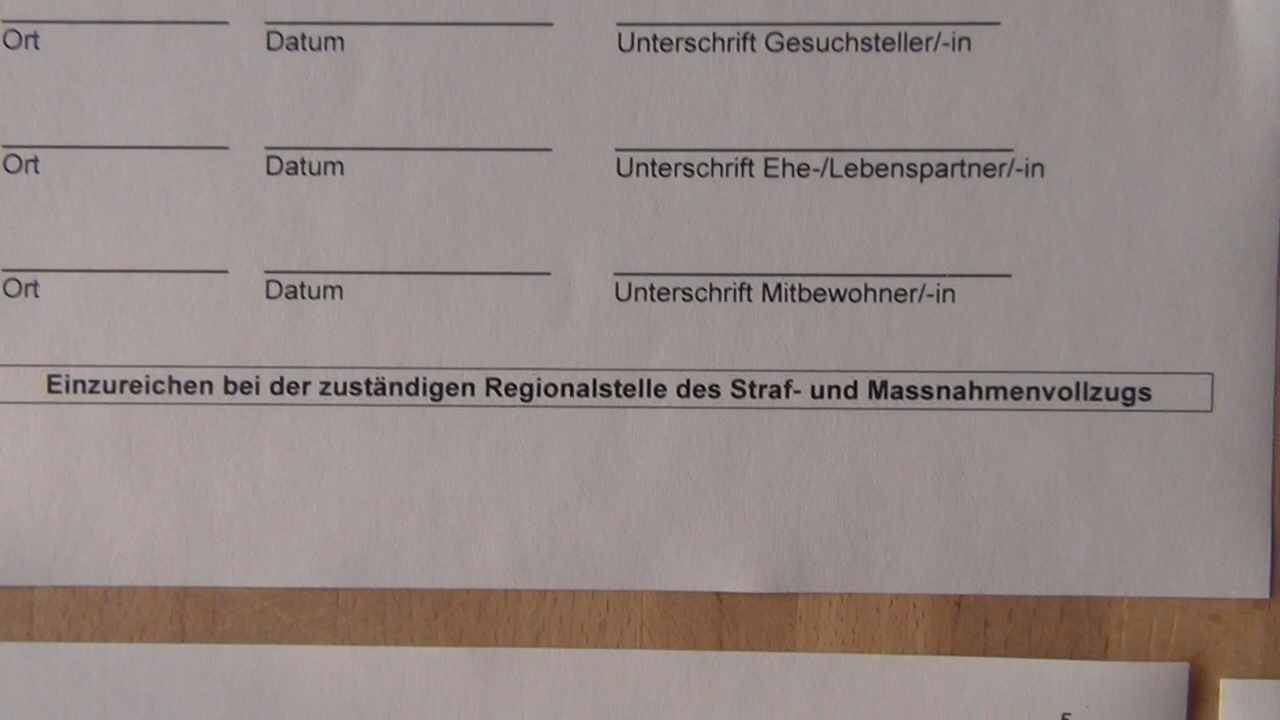 Ort Datum Unterschrift Gesuchsteller/-in
Ort Datum Unterschrift Ehe-/Lebenspartner/-in
Ort Datum Unterschrift Mitbewohner/-in
Einzureichen bei der zuständigen Regionalstelle des Straf- und Massnahmenvollzugs